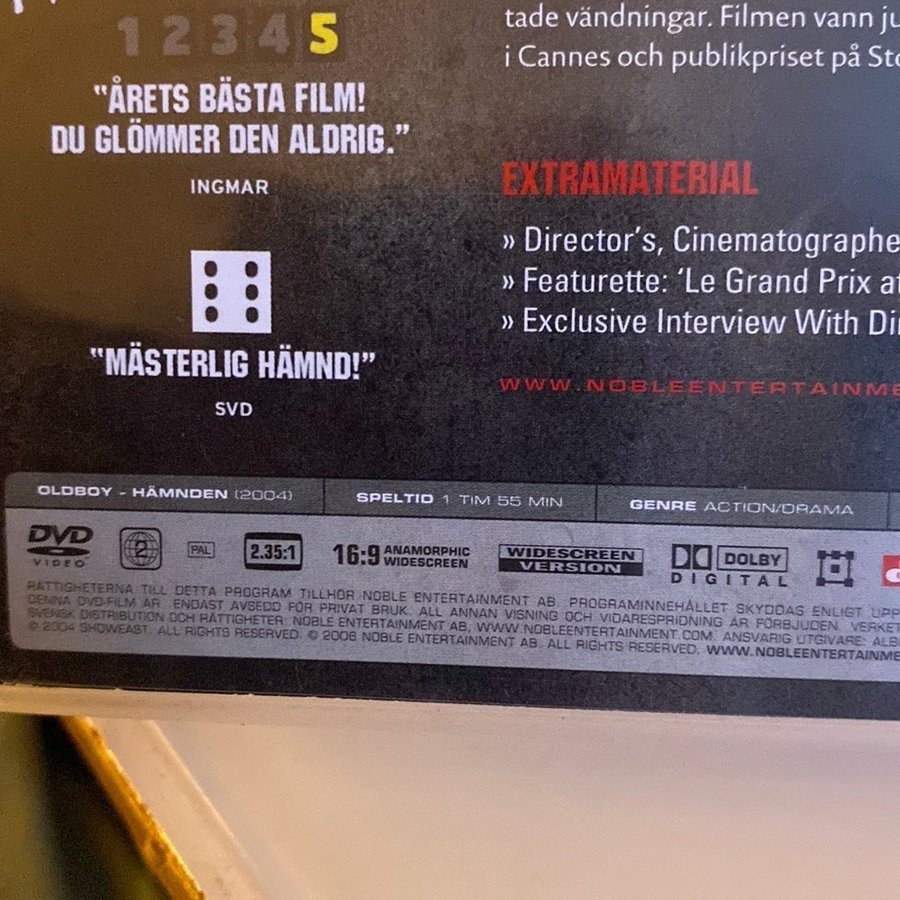 1 2 3 4 5
"ÅRETS BÄSTA FILM!
DU GLÖMMER DEN ALDRIG."
INGMAR
"MÄSTERLIG HÄMND!"
SVD
tade vändningar. Filmen vann
i Cannes och publikpriset på
EXTRAMATERIAL
» Director's,
» Featurette: 'Le Grand Prix
» Exclusive Interview With
OLDBOY - HÄMNDEN (2004) SPELTID 1 TIM 55 MIN GENRE ACTION/DRAMA
DVD VIDEO 2 PAL 2.35:1 16:9 ANAMORPHIC WIDESCREEN WIDESCREEN VERSION DOLBY DIGITAL
RÄTTIGHETERNA TILL DETTA PROGRAM TILLHÖR NOBLE ENTERTAINMENT AB. PROGRAMINNEHÅLLET SKYDDAS ENLIGT
DENNA DVD-FILM ÄR ENDAST AVSEDD FÖR PRIVAT BRUK. ALL ANNAN VISNING OCH VIDARESPRIDNING ÄR FÖRBJUDEN.
SVENSK DISTRIBUTION OCH RÄTTIGHETER: NOBLE ENTERTAINMENT AB, WWW.NOBLEENTERTAINMENT.COM. ANSVARIG UTGIVARE:
© 2004 SHOWEAST. ALL RIGHTS RESERVED. © 2006 NOBLE ENTERTAINMENT AB. ALL RIGHTS RESERVED.